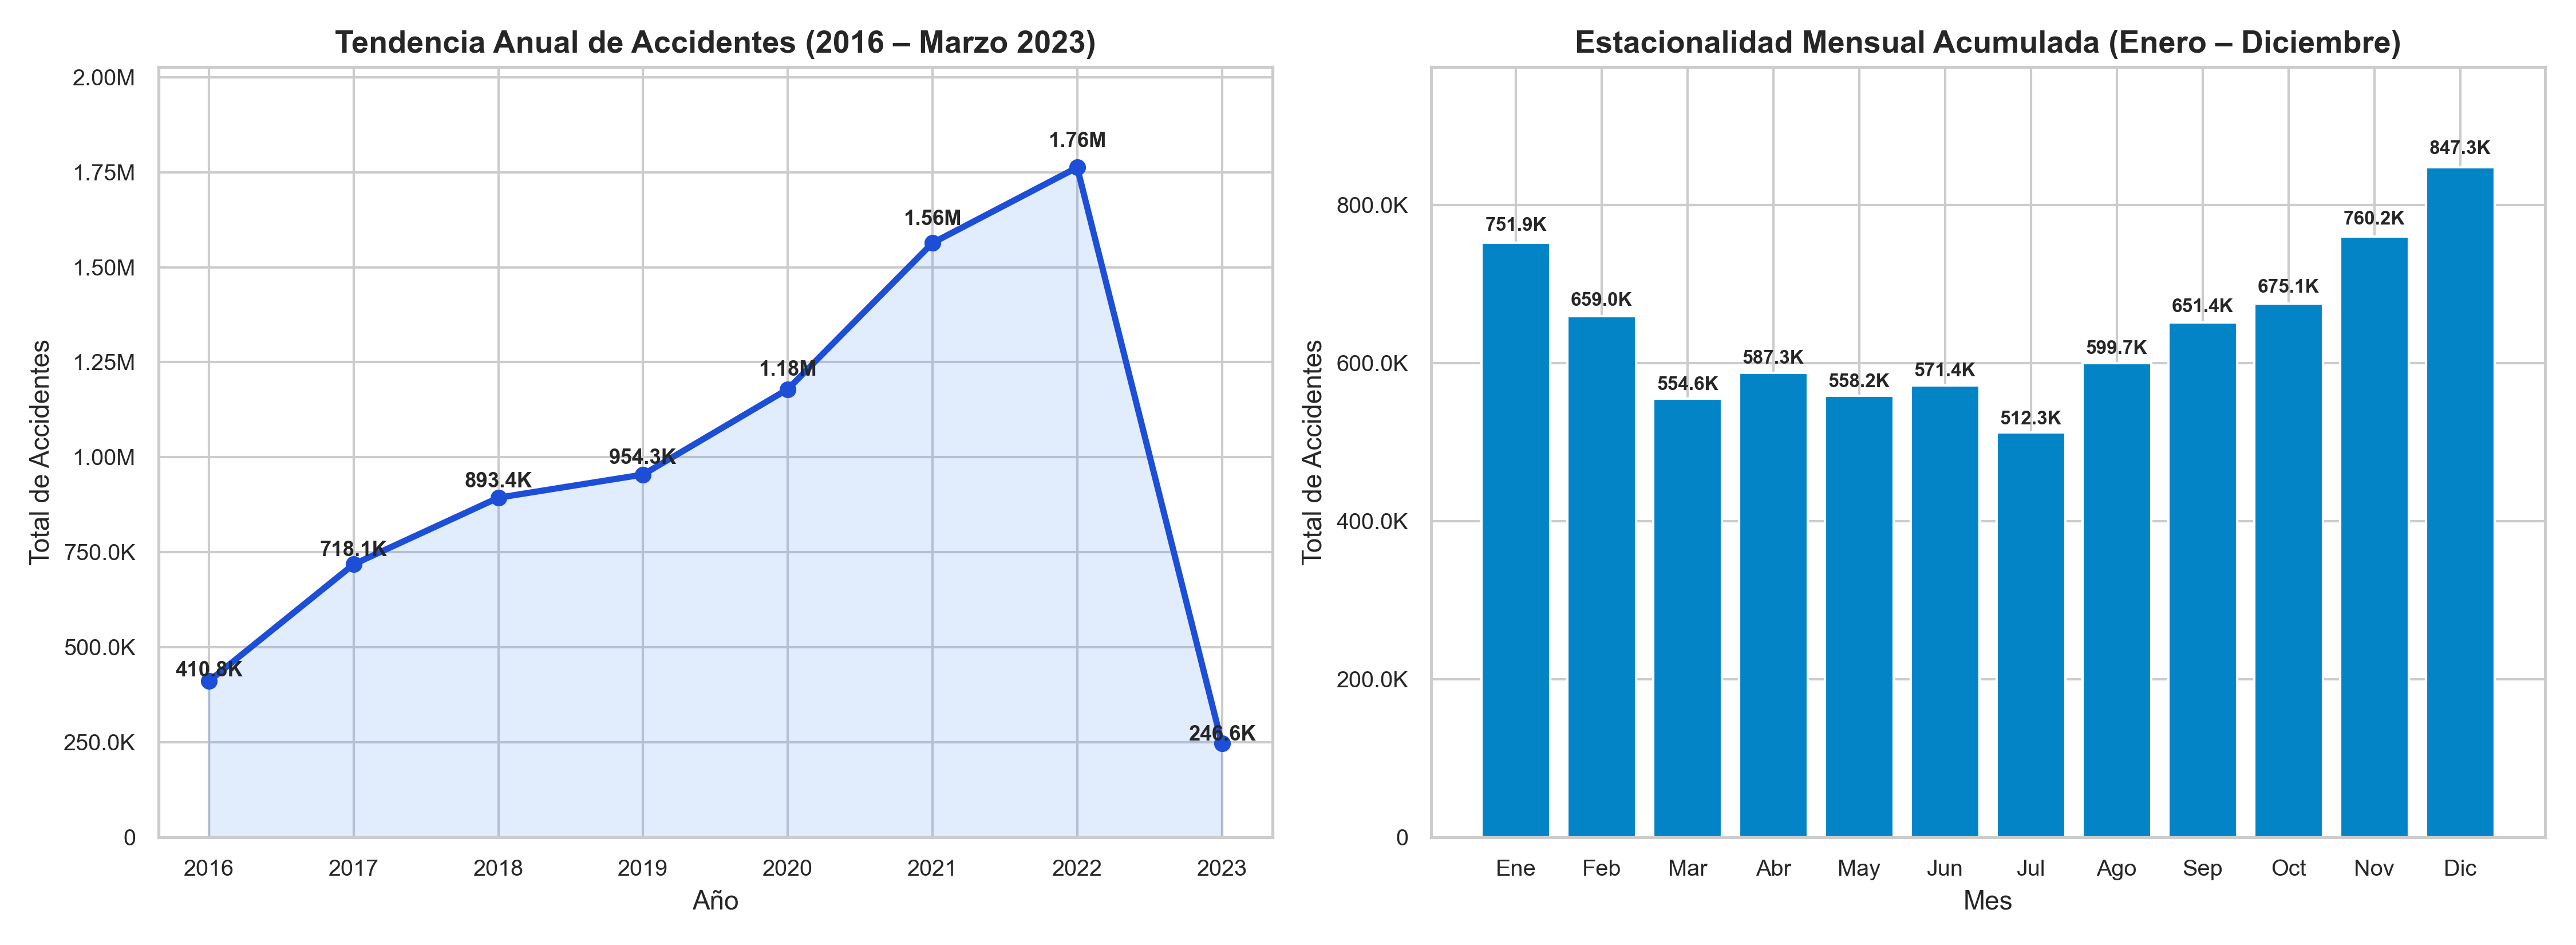 Tendencia Anual de Accidentes (2016 – Marzo 2023)
Total de Accidentes
2.00M
1.75M
1.50M
1.25M
1.00M
750.0K
500.0K
250.0K
0
410.8K
718.1K
893.4K
954.3K
1.18M
1.56M
1.76M
246.6K
2016 2017 2018 2019 2020 2021 2022 2023
Año
Estacionalidad Mensual Acumulada (Enero – Diciembre)
Total de Accidentes
800.0K
600.0K
400.0K
200.0K
0
751.9K
659.0K
554.6K
587.3K
558.2K
571.4K
512.3K
599.7K
651.4K
675.1K
760.2K
847.3K
Ene Feb Mar Abr May Jun Jul Ago Sep Oct Nov Dic
Mes